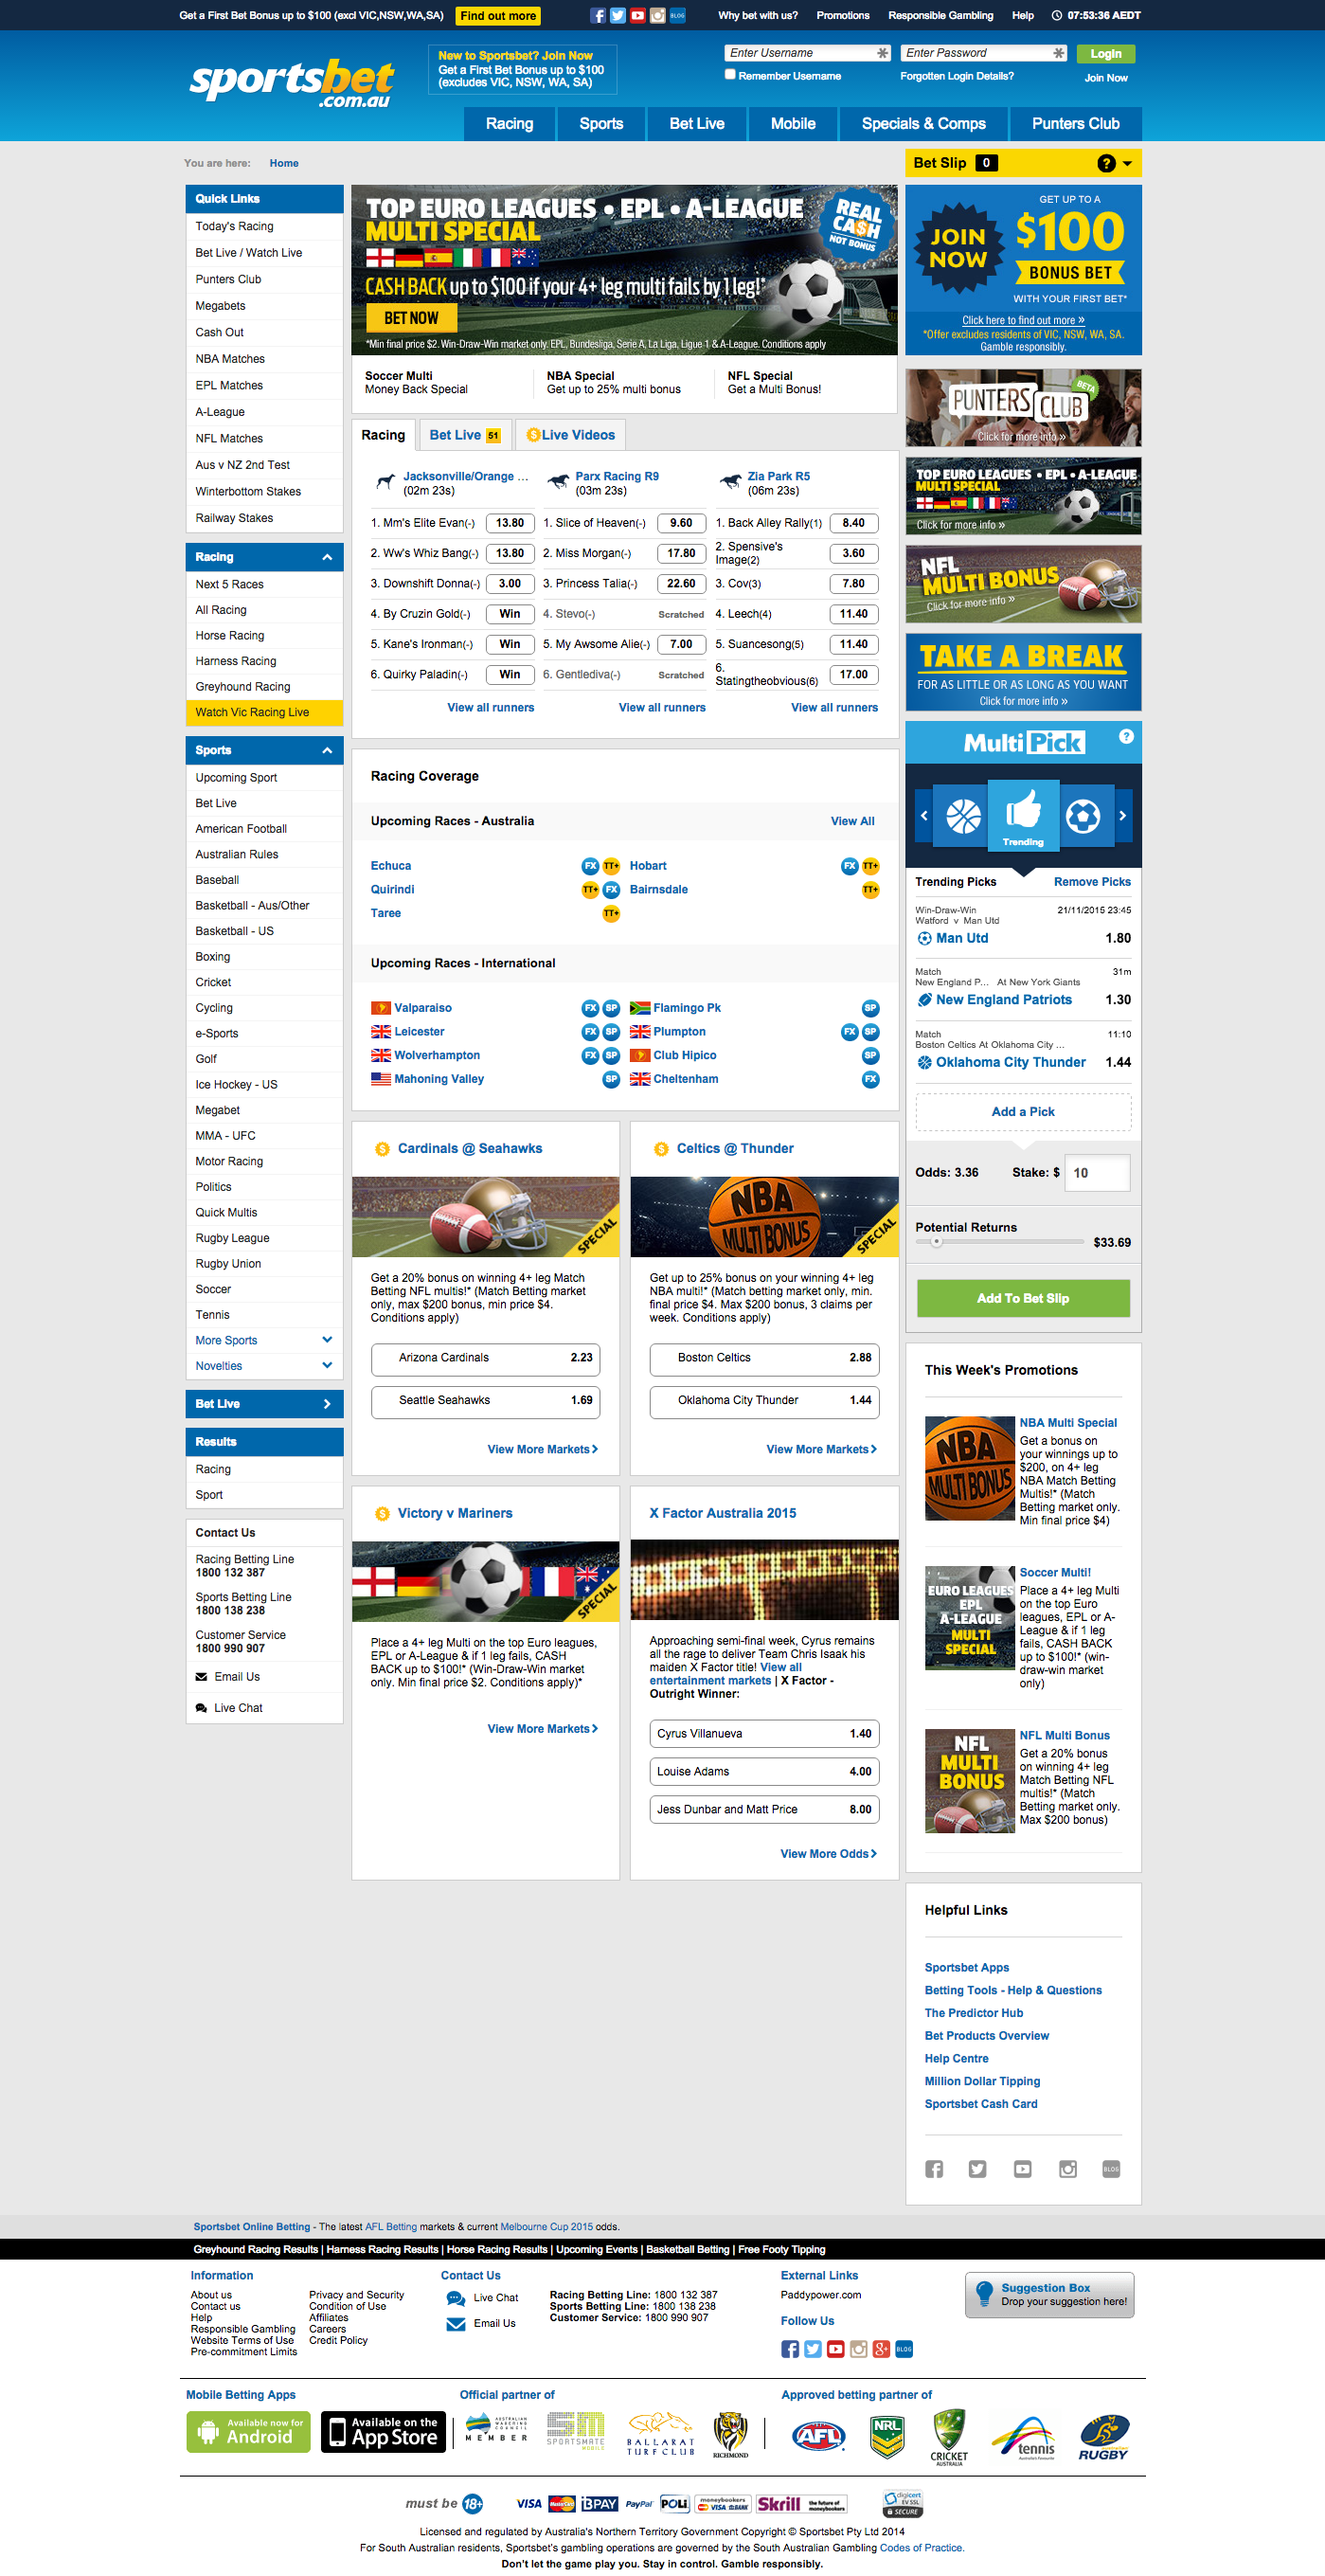 Get a First Bet Bonus up to $100 (excl VIC,NSW,WA,SA)
Find out more
BLOG
Why bet with us?
Promotions
Responsible Gambling
Help
07:53:36 AEDT
sportsbet
.com.au
New to Sportsbet? Join Now
Get a First Bet Bonus up to $100
(excludes VIC, NSW, WA, SA)
Enter Username
Enter Password
Login
Remember Username
Forgotten Login Details?
Join Now
Racing
Sports
Bet Live
Mobile
Specials & Comps
Punters Club
You are here:
Home
Quick Links
Today's Racing
Bet Live / Watch Live
Punters Club
Megabets
Cash Out
NBA Matches
EPL Matches
A-League
NFL Matches
Aus v NZ 2nd Test
Winterbottom Stakes
Railway Stakes
Racing
Next 5 Races
All Racing
Horse Racing
Harness Racing
Greyhound Racing
Watch Vic Racing Live
Sports
Upcoming Sport
Bet Live
American Football
Australian Rules
Baseball
Basketball - Aus/Other
Basketball - US
Boxing
Cricket
Cycling
e-Sports
Golf
Ice Hockey - US
Megabet
MMA - UFC
Motor Racing
Politics
Quick Multis
Rugby League
Rugby Union
Soccer
Tennis
More Sports
Novelties
Bet Live
Results
Racing
Sport
Contact Us
Racing Betting Line
1800 132 387
Sports Betting Line
1800 138 238
Customer Service
1800 990 907
Email Us
Live Chat
TOP EURO LEAGUES • EPL • A-LEAGUE
MULTI SPECIAL
REAL
CA$H
NOT BONUS
CASH BACK up to $100 if your 4+ leg multi fails by 1 leg!*
BET NOW
*Min final price $2. Win-Draw-Win market only. EPL, Bundesliga, Serie A, La Liga, Ligue 1 & A-League. Conditions apply
Soccer Multi
Money Back Special
NBA Special
Get up to 25% multi bonus
NFL Special
Get a Multi Bonus!
Racing
Bet Live 51
Live Videos
Jacksonville/Orange ...
(02m 23s)
1. Mm's Elite Evan(-) 13.80
2. Ww's Whiz Bang(-) 13.80
3. Downshift Donna(-) 3.00
4. By Cruzin Gold(-) Win
5. Kane's Ironman(-) Win
6. Quirky Paladin(-) Win
View all runners
Parx Racing R9
(03m 23s)
1. Slice of Heaven(-) 9.60
2. Miss Morgan(-) 17.80
3. Princess Talia(-) 22.60
4. Stevo(-) Scratched
5. My Awsome Alie(-) 7.00
6. Gentlediva(-) Scratched
View all runners
Zia Park R5
(06m 23s)
1. Back Alley Rally(1) 8.40
2. Spensive's
Image(2) 3.60
3. Cov(3) 7.80
4. Leech(4) 11.40
5. Suancesong(5) 11.40
6.
Statingtheobvious(6) 17.00
View all runners
Racing Coverage
Upcoming Races - Australia
View All
Echuca FX TT+
Hobart FX TT+
Quirindi TT+ FX
Bairnsdale TT+
Taree TT+
Upcoming Races - International
Valparaiso FX SP
Flamingo Pk SP
Leicester FX SP
Plumpton FX SP
Wolverhampton FX SP
Club Hipico SP
Mahoning Valley SP
Cheltenham FX
Cardinals @ Seahawks
SPECIAL
Get a 20% bonus on winning 4+ leg Match
Betting NFL multis!* (Match Betting market
only, max $200 bonus, min price $4.
Conditions apply)
Arizona Cardinals 2.23
Seattle Seahawks 1.69
View More Markets
Celtics @ Thunder
NBA
MULTI BONUS
SPECIAL
Get up to 25% bonus on your winning 4+ leg
NBA multi!* (Match betting market only, min.
final price $4. Max $200 bonus, 3 claims per
week. Conditions apply)
Boston Celtics 2.88
Oklahoma City Thunder 1.44
View More Markets
Victory v Mariners
SPECIAL
Place a 4+ leg Multi on the top Euro leagues,
EPL or A-League & if 1 leg fails, CASH
BACK up to $100!* (Win-Draw-Win market
only. Min final price $2. Conditions apply)*
View More Markets
X Factor Australia 2015
Approaching semi-final week, Cyrus remains
all the rage to deliver Team Chris Isaak his
maiden X Factor title! View all
entertainment markets | X Factor -
Outright Winner:
Cyrus Villanueva 1.40
Louise Adams 4.00
Jess Dunbar and Matt Price 8.00
View More Odds
Bet Slip 0 ?
JOIN
NOW
GET UP TO A
$100
BONUS BET
WITH YOUR FIRST BET*
Click here to find out more »
*Offer excludes residents of VIC, NSW, WA, SA.
Gamble responsibly.
PUNTERS CLUB
BETA
Click for more info »
TOP EURO LEAGUES • EPL • A-LEAGUE
MULTI SPECIAL
Click for more info »
NFL
MULTI BONUS
Click for more info »
TAKE A BREAK
FOR AS LITTLE OR AS LONG AS YOU WANT
Click for more info »
MultiPick ?
Trending
Trending Picks
Remove Picks
Win-Draw-Win 21/11/2015 23:45
Watford v Man Utd
Man Utd 1.80
Match 31m
New England P... At New York Giants
New England Patriots 1.30
Match 11:10
Boston Celtics At Oklahoma City ...
Oklahoma City Thunder 1.44
Add a Pick
Odds: 3.36
Stake: $ 10
Potential Returns
$33.69
Add To Bet Slip
This Week's Promotions
NBA
MULTI BONUS
NBA Multi Special
Get a bonus on
your winnings up to
$200, on 4+ leg
NBA Match Betting
Multis!* (Match
Betting market only.
Min final price $4)
EURO LEAGUES
EPL
A-LEAGUE
MULTI
SPECIAL
Soccer Multi!
Place a 4+ leg Multi
on the top Euro
leagues, EPL or A-
League & if 1 leg
fails, CASH BACK
up to $100!* (win-
draw-win market
only)
NFL
MULTI
BONUS
NFL Multi Bonus
Get a 20% bonus
on winning 4+ leg
Match Betting NFL
multis!* (Match
Betting market only.
Max $200 bonus)
Helpful Links
Sportsbet Apps
Betting Tools - Help & Questions
The Predictor Hub
Bet Products Overview
Help Centre
Million Dollar Tipping
Sportsbet Cash Card
BLOG
Sportsbet Online Betting - The latest AFL Betting markets & current Melbourne Cup 2015 odds.
Greyhound Racing Results | Harness Racing Results | Horse Racing Results | Upcoming Events | Basketball Betting | Free Footy Tipping
Information
About us
Contact us
Help
Responsible Gambling
Website Terms of Use
Pre-commitment Limits
Privacy and Security
Condition of Use
Affiliates
Careers
Credit Policy
Contact Us
Live Chat
Email Us
Racing Betting Line: 1800 132 387
Sports Betting Line: 1800 138 238
Customer Service: 1800 990 907
External Links
Paddypower.com
Follow Us
BLOG
Suggestion Box
Drop your suggestion here!
Mobile Betting Apps
Available now for
Android
Available on the
App Store
Official partner of
AUSTRALIAN
WAGERING
COUNCIL
MEMBER
SM
SPORTSMATE
MOBILE
BALLARAT
TURF CLUB
RICHMOND
Approved betting partner of
AFL
NRL
CRICKET
AUSTRALIA
tennis
RUGBY
must be 18+
VISA
MasterCard
BPAY
PayPal
POLi
moneybookers
VISA
Skrill
the future of
moneybookers
digicert
EV SSL
SECURE
Licensed and regulated by Australia's Northern Territory Government Copyright © Sportsbet Pty Ltd 2014
For South Australian residents, Sportsbet's gambling operations are governed by the South Australian Gambling Codes of Practice.
Don't let the game play you. Stay in control. Gamble responsibly.